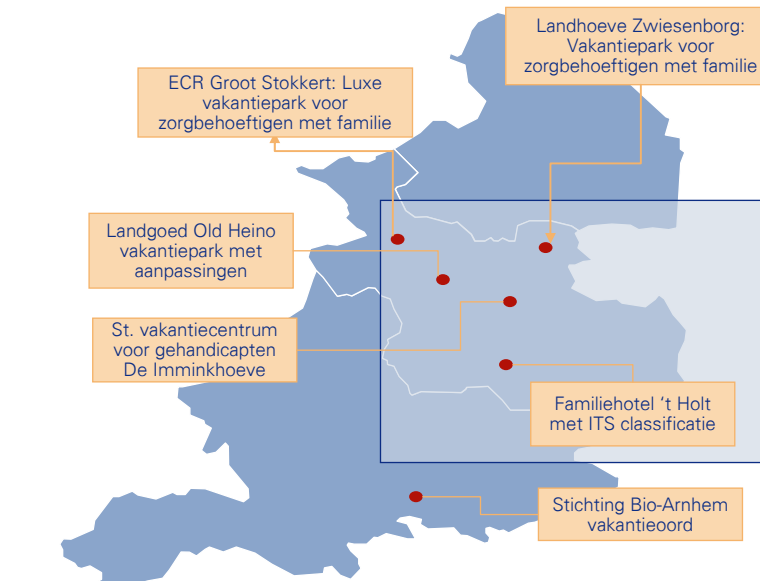 Landhoeve Zwiesenborg:
Vakantiepark voor
zorgbehoeftigen met familie
ECR Groot Stokkert: Luxe
vakantiepark voor
zorgbehoeftigen met familie
Landgoed Old Heino
vakantiepark met
aanpassingen
St. vakantiecentrum
voor gehandicapten
De Imminkhoeve
Familiehotel ‘t Holt
met ITS classificatie
Stichting Bio-Arnhem
vakantieoord